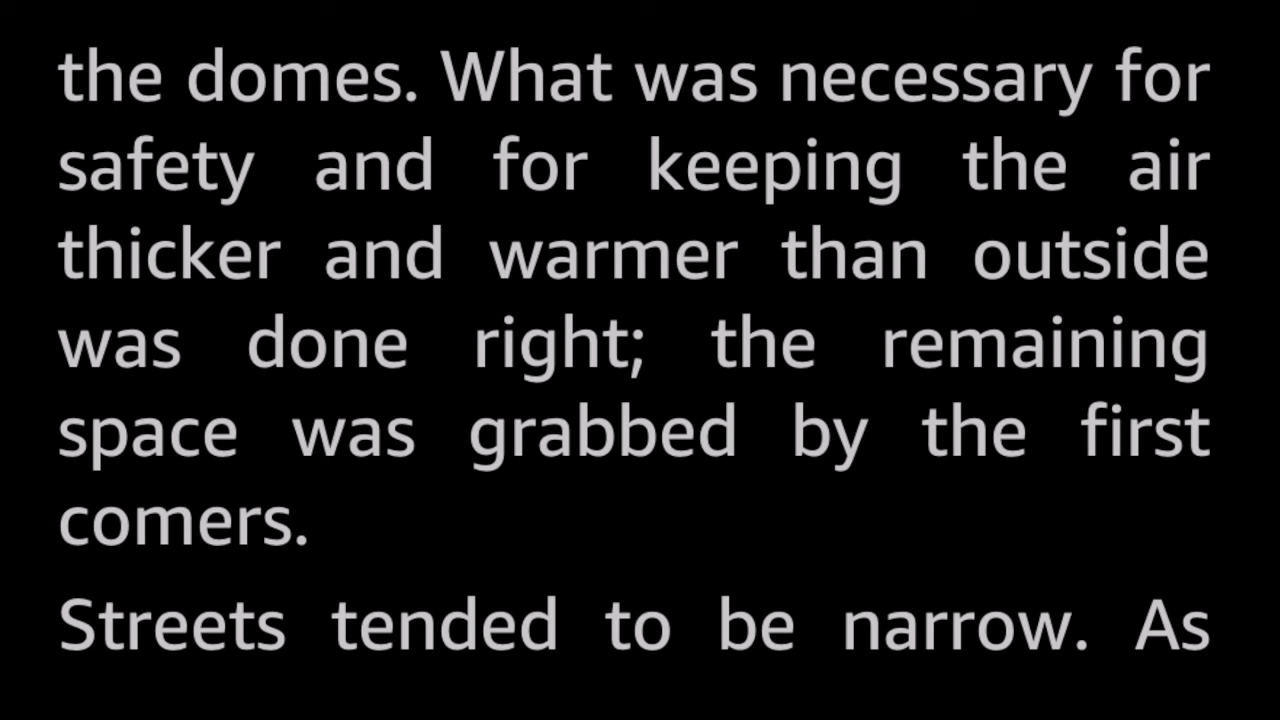 the domes. What was necessary for
safety and for keeping the air
thicker and warmer than outside
was done right; the remaining
space was grabbed by the first
comers.
Streets tended to be narrow. As